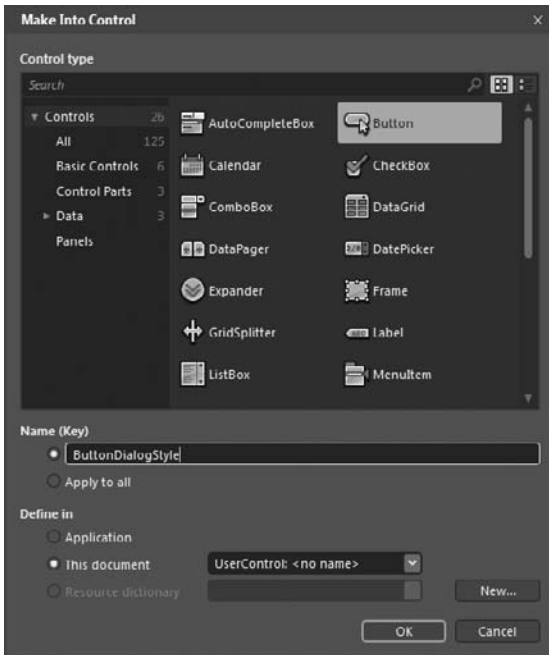 Make Into Control
Control type
Search
Controls 26
All 125
Basic Controls 6
Control Parts 3
Data 3
Panels
AutoCompleteBox Button
Calendar CheckBox
ComboBox DataGrid
DataPager DatePicker
Expander Frame
GridSplitter Label
ListBox MenuItem
Name (Key)
ButtonDialogStyle
Apply to all
Define in
Application
This document UserControl: <no name>
Resource dictionary New...
OK Cancel